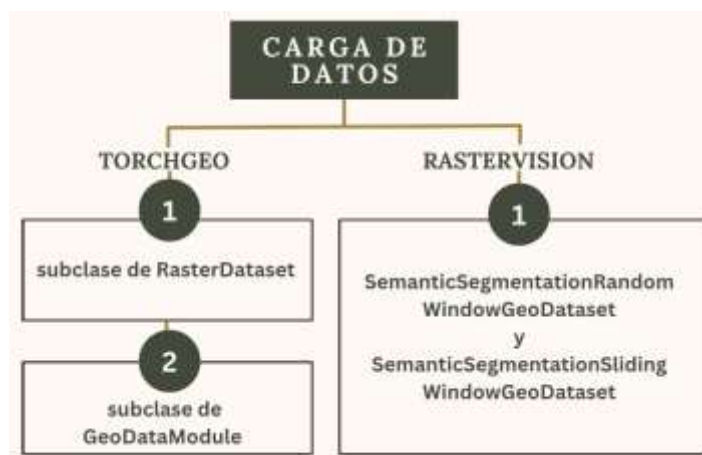 CARGA DE
DATOS
TORCHGEO
1
subclase de RasterDataset
2
subclase de
GeoDataModule
RASTERVISION
1
SemanticSegmentationRandom
WindowGeoDataset
y
SemanticSegmentationSliding
WindowGeoDataset